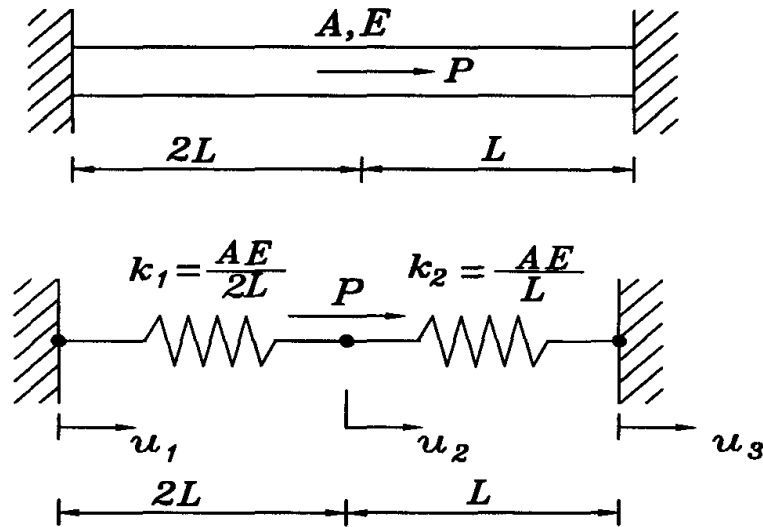 A, E
P
2L L
k₁ = AE/2L P k₂ = AE/L
u₁ u₂ u₃
2L L